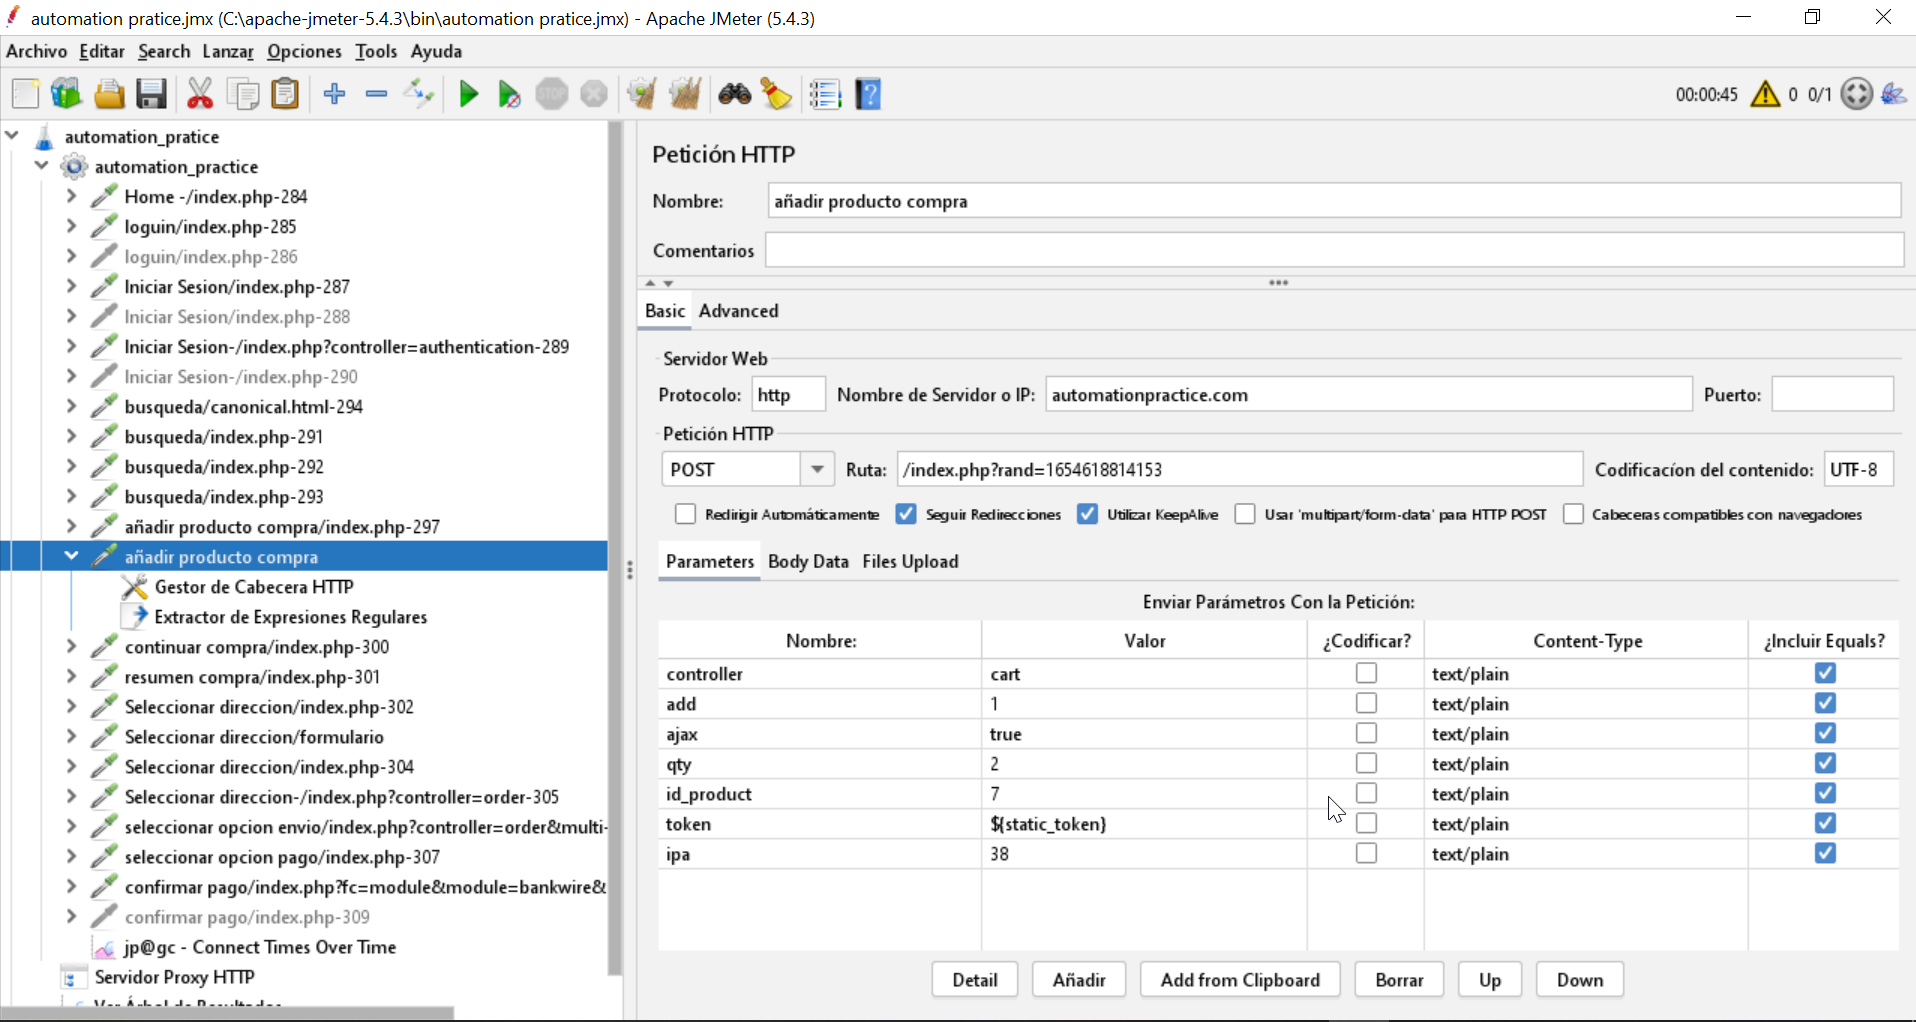 automation pratice.jmx (C:\apache-jmeter-5.4.3\bin\automation pratice.jmx) - Apache JMeter (5.4.3)
Archivo Editar Search Lanzar Opciones Tools Ayuda
STOP
00:00:45 0 0/1
automation_pratice
automation_practice
Home -/index.php-284
loguin/index.php-285
loguin/index.php-286
Iniciar Sesion/index.php-287
Iniciar Sesion/index.php-288
Iniciar Sesion-/index.php?controller=authentication-289
Iniciar Sesion-/index.php-290
busqueda/canonical.html-294
busqueda/index.php-291
busqueda/index.php-292
busqueda/index.php-293
añadir producto compra/index.php-297
añadir producto compra
Gestor de Cabecera HTTP
Extractor de Expresiones Regulares
continuar compra/index.php-300
resumen compra/index.php-301
Seleccionar direccion/index.php-302
Seleccionar direccion/formulario
Seleccionar direccion/index.php-304
Seleccionar direccion-/index.php?controller=order-305
seleccionar opcion envio/index.php?controller=order&multi-
seleccionar opcion pago/index.php-307
confirmar pago/index.php?fc=module&module=bankwire&
confirmar pago/index.php-309
jp@gc - Connect Times Over Time
Servidor Proxy HTTP
Ver Árbol de Resultados
Petición HTTP
Nombre: añadir producto compra
Comentarios
Basic Advanced
Servidor Web
Protocolo: http Nombre de Servidor o IP: automationpractice.com Puerto:
Petición HTTP
POST Ruta: /index.php?rand=1654618814153 Codificacíon del contenido: UTF-8
Redirigir Automáticamente Seguir Redirecciones Utilizar KeepAlive Usar 'multipart/form-data' para HTTP POST Cabeceras compatibles con navegadores
Parameters Body Data Files Upload
Enviar Parámetros Con la Petición:
Nombre: Valor ¿Codificar? Content-Type ¿Incluir Equals?
controller cart text/plain
add 1 text/plain
ajax true text/plain
qty 2 text/plain
id_product 7 text/plain
token ${static_token} text/plain
ipa 38 text/plain
Detail Añadir Add from Clipboard Borrar Up Down